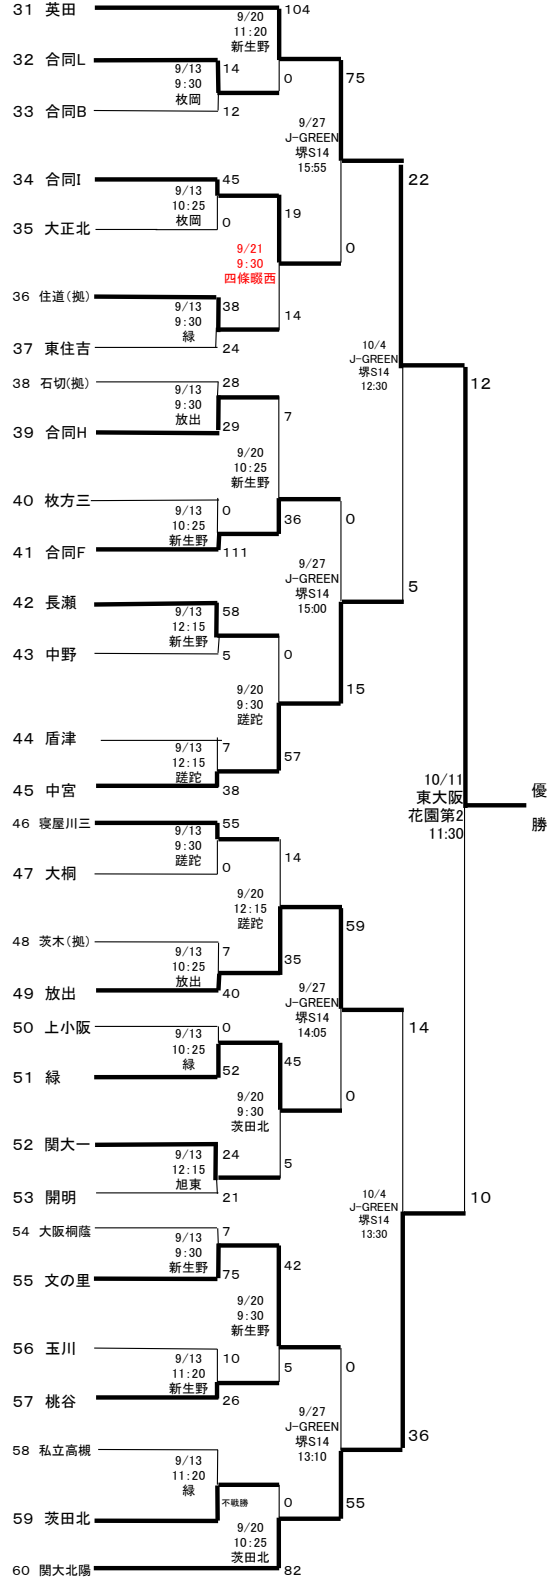 31 英田
104
9/20
11:20
新生野
32 合同L
14
0
75
9/13
9:30
枚岡
33 合同B
12
9/27
J-GREEN
堺S14
15:55
34 合同I
45
22
9/13
10:25
枚岡
19
35 大正北
0
9/21
9:30
四條畷西
0
36 住道(拠)
38
14
9/13
9:30
緑
37 東住吉
24
10/4
J-GREEN
堺S14
12:30
12
38 石切(拠)
28
9/13
9:30
放出
7
39 合同H
29
9/20
10:25
新生野
40 枚方三
0
36
0
9/13
10:25
新生野
41 合同F
111
9/27
J-GREEN
堺S14
15:00
5
42 長瀬
58
9/13
12:15
新生野
43 中野
5
0
9/20
9:30
蹉跎
15
44 盾津
7
57
9/13
12:15
蹉跎
45 中宮
38
10/11
東大阪
花園第2
11:30
優
勝
46 寝屋川三
55
9/13
9:30
蹉跎
14
47 大桐
0
9/20
12:15
蹉跎
59
48 茨木(拠)
7
35
9/13
10:25
放出
49 放出
40
9/27
J-GREEN
堺S14
14:05
14
50 上小阪
0
9/13
10:25
緑
45
51 緑
52
0
9/20
9:30
茨田北
52 関大一
24
5
9/13
12:15
旭東
53 開明
21
10/4
J-GREEN
堺S14
13:30
10
54 大阪桐蔭
7
9/13
9:30
新生野
42
55 文の里
75
9/20
9:30
新生野
56 玉川
10
5
0
9/13
11:20
新生野
57 桃谷
26
9/27
J-GREEN
堺S14
13:10
36
58 私立高槻
9/13
11:20
緑
不戦勝
0
55
59 茨田北
9/20
10:25
茨田北
60 関大北陽
82